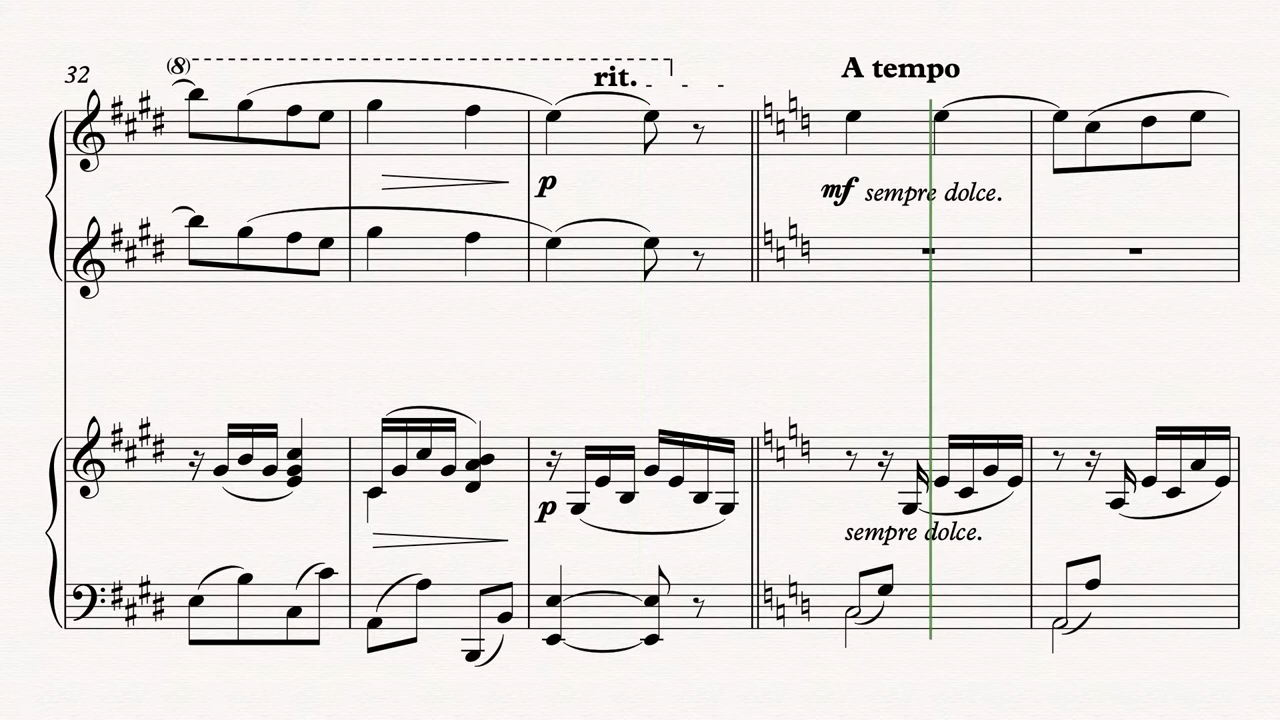 32
(8)
rit.
A tempo
p
mf sempre dolce.
p
sempre dolce.